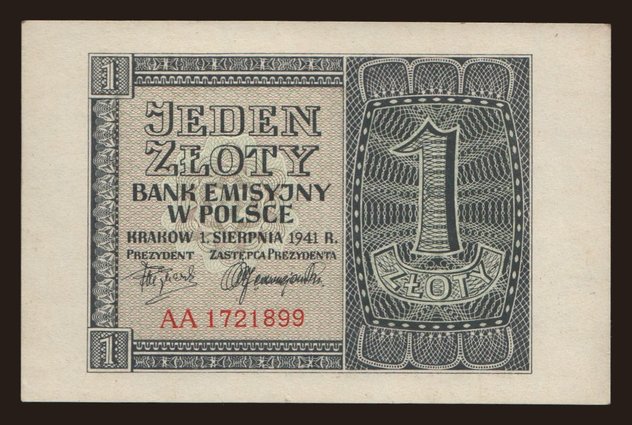 1
JEDEN
ZŁOTY
BANK EMISYJNY
W POLSCE
KRAKÓW 1. SIERPNIA 1941 R.
PREZYDENT ZASTĘPCA PREZYDENTA
AA 1721899
1
1
ZŁOTY